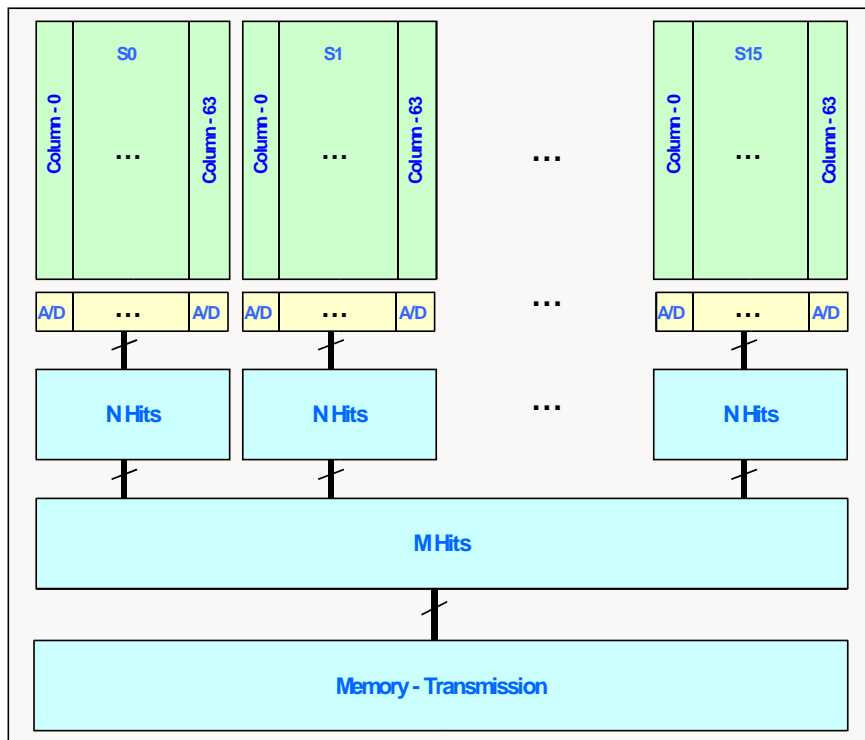 S0 S1 S15
Column - 0 Column - 63 Column - 0 Column - 63 Column - 0 Column - 63
... ... ... ...
A/D ... A/D A/D ... A/D ... A/D ... A/D
N Hits N Hits ... N Hits
M Hits
Memory - Transmission